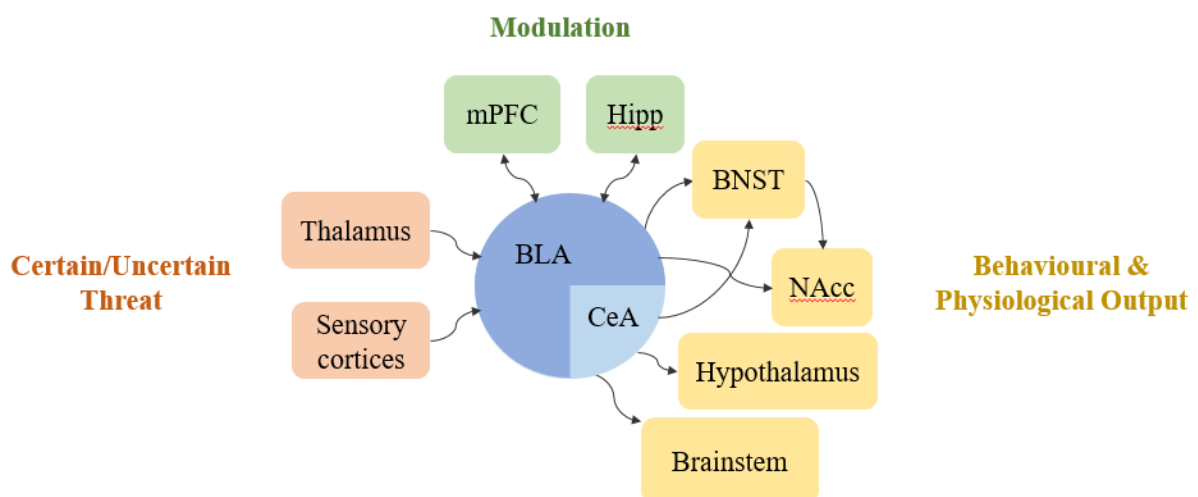 Modulation
mPFC
Hipp
BNST
Thalamus
BLA
Certain/Uncertain
Threat
NAcc
Behavioural &
Physiological Output
CeA
Sensory
cortices
Hypothalamus
Brainstem